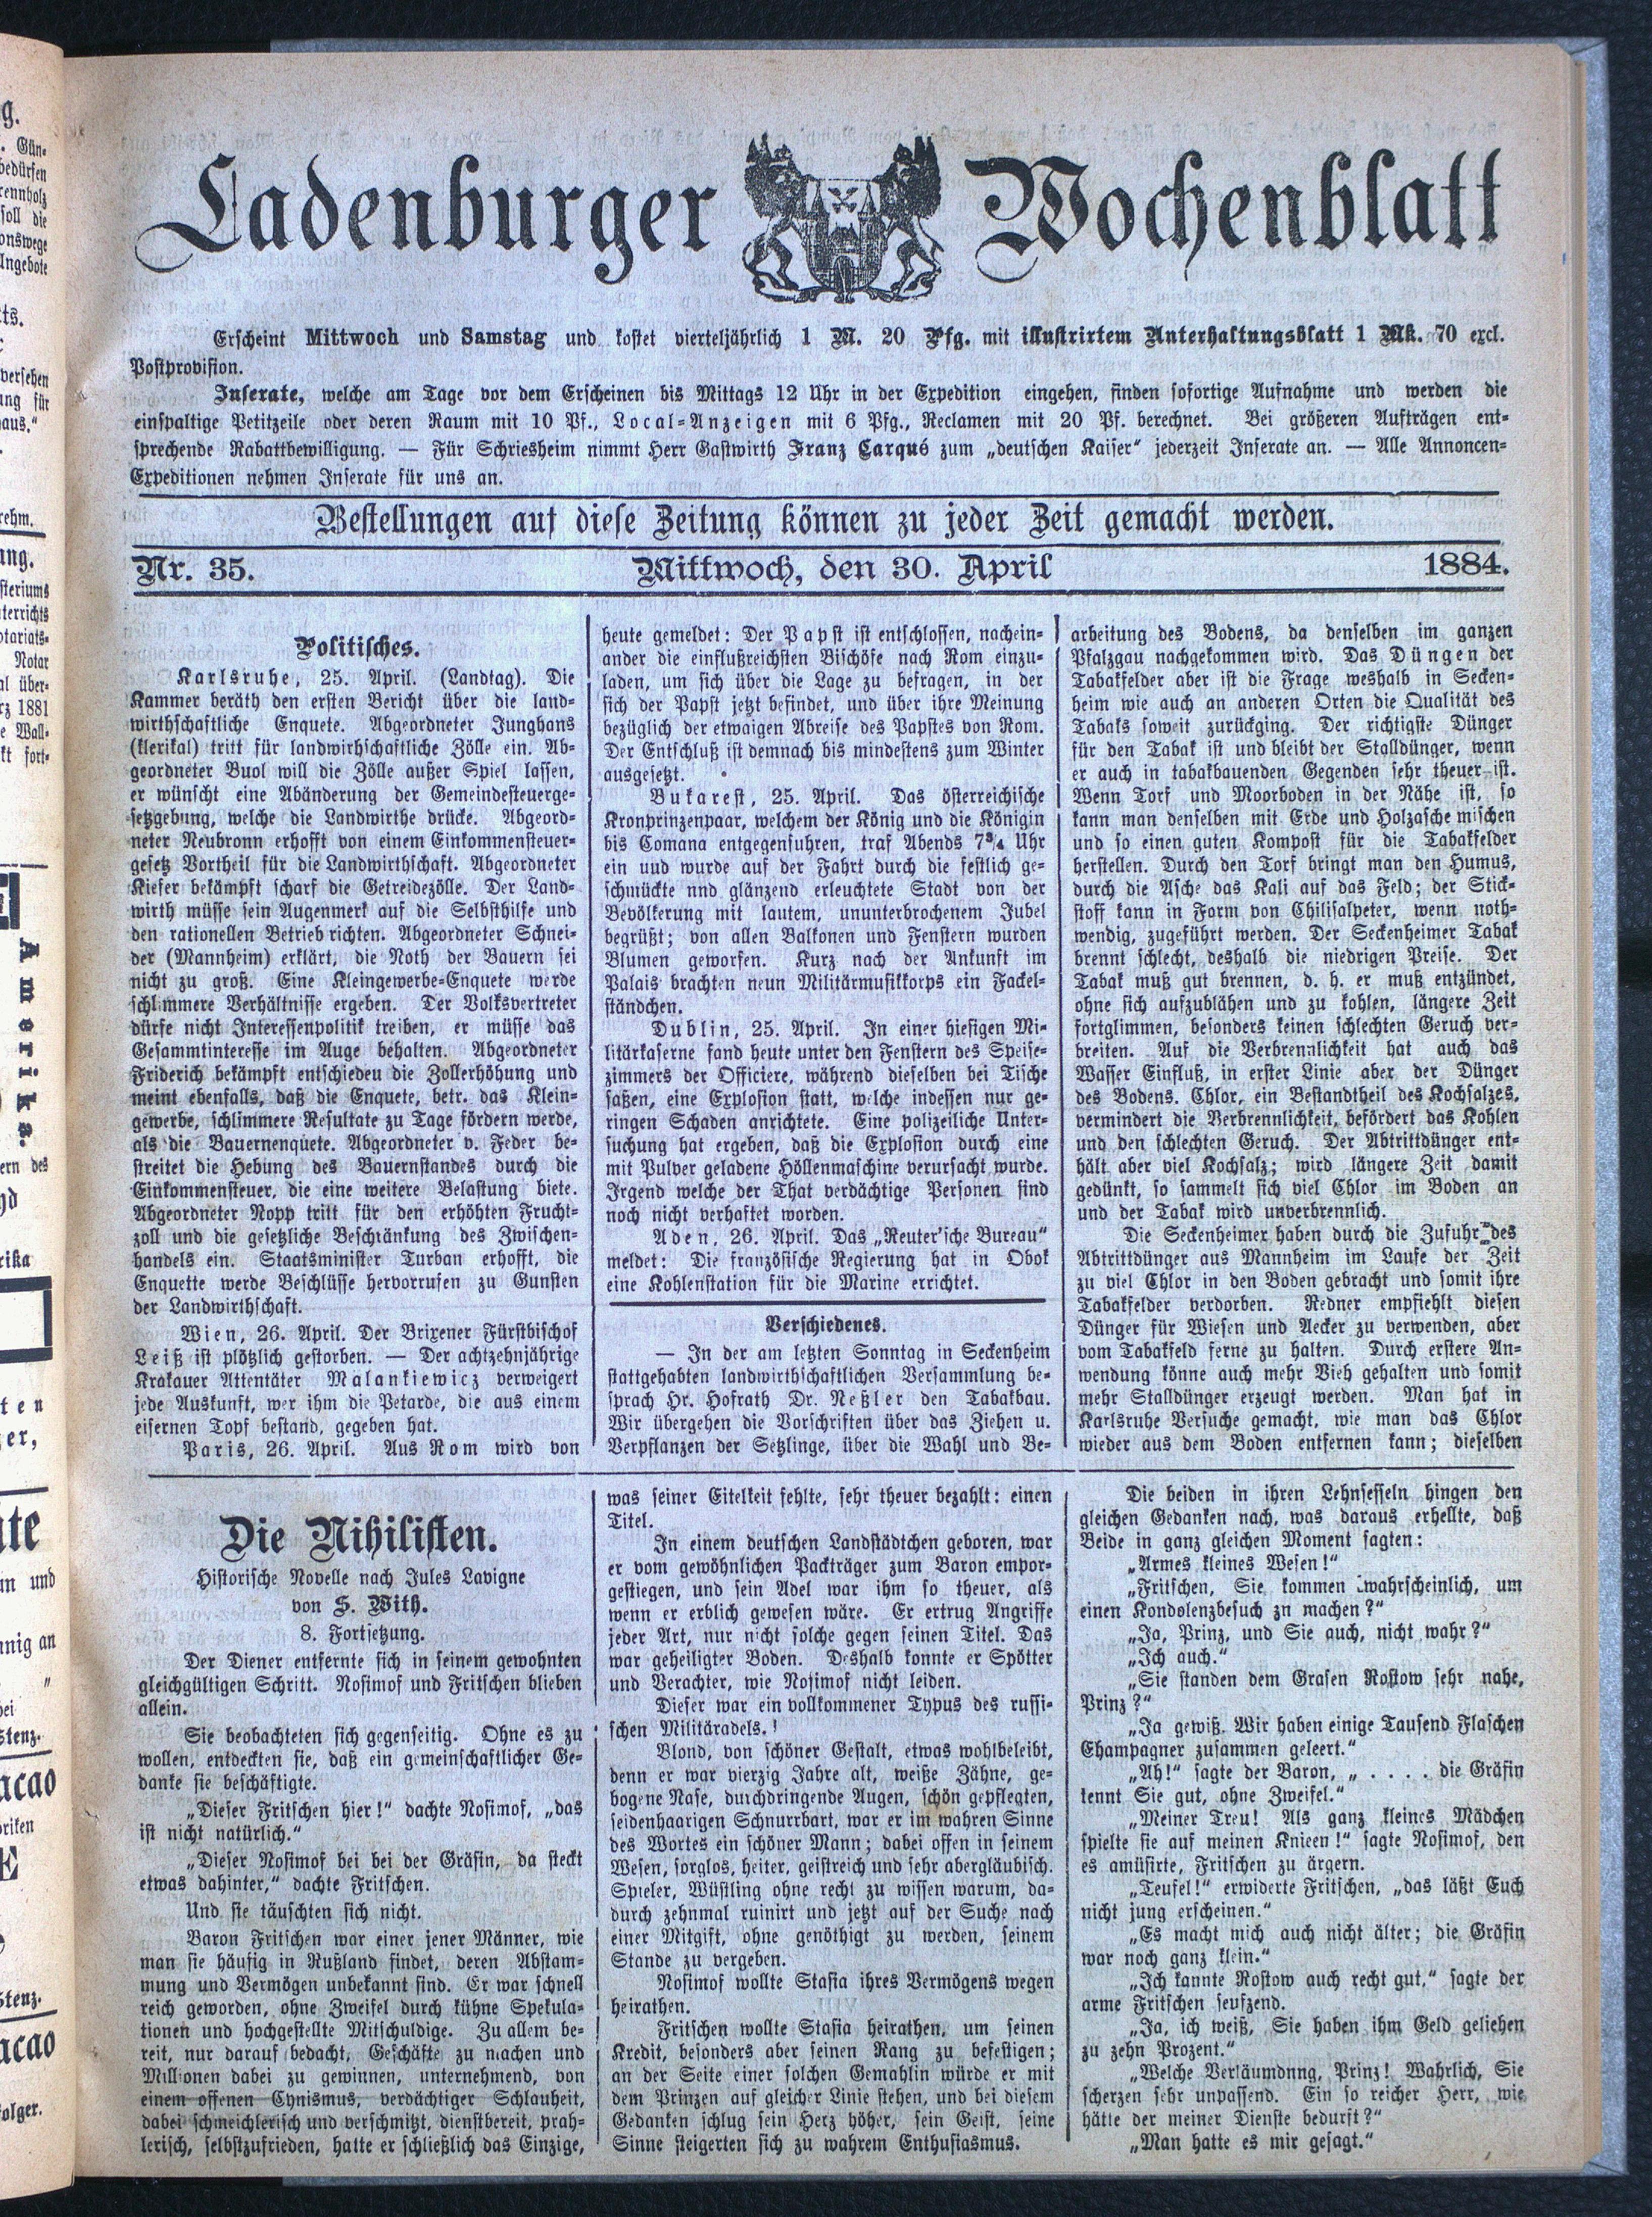 Ladenburger Wochenblatt
Erscheint Mittwoch und Samstag und kostet vierteljährlich 1 M. 20 Pfg. mit illustrirtem Unterhaltungsblatt 1 Mk. 70 excl.
Postprovision.
Inserate, welche am Tage vor dem Erscheinen bis Mittags 12 Uhr in der Expedition eingehen, finden sofortige Aufnahme und werden die
einspaltige Petitzeile oder deren Raum mit 10 Pf., Local-Anzeigen mit 6 Pfg., Reclamen mit 20 Pf. berechnet. Bei größeren Aufträgen ent-
sprechende Rabattbewilligung. — Für Schriesheim nimmt Herr Gastwirth Franz Carqué zum „deutschen Kaiser“ jederzeit Inserate an. — Alle Annoncen-
Expeditionen nehmen Inserate für uns an.
Bestellungen auf diese Zeitung können zu jeder Zeit gemacht werden.
Nr. 35. Mittwoch, den 30. April 1884.
Politisches.
Karlsruhe, 25. April. (Landtag). Die
Kammer beräth den ersten Bericht über die land-
wirthschaftliche Enquete. Abgeordneter Junghans
(klerikal) tritt für landwirhschaftliche Zölle ein. Ab-
geordneter Buol will die Zölle außer Spiel lassen,
er wünscht eine Abänderung der Gemeindesteuerge-
setzgebung, welche die Landwirthe drücke. Abgeord-
neter Neubronn erhofft von einem Einkommensteuer-
gesetz Vortheil für die Landwirthschaft. Abgeordneter
Kiefer bekämpft scharf die Getreidezölle. Der Land-
wirth müsse sein Augenmerk auf die Selbsthilfe und
den rationellen Betrieb richten. Abgeordneter Schnei-
der (Mannheim) erklärt, die Noth der Bauern sei
nicht zu groß. Eine Kleingewerbe-Enquete werde
schlimmere Verhältnisse ergeben. Der Volksvertreter
dürfe nicht Interessenpolitik treiben, er müsse das
Gesammtinteresse im Auge behalten. Abgeordneter
Friderich bekämpft entschieden die Zollerhöhung und
meint ebenfalls, daß die Enquete, betr. das Klein-
gewerbe, schlimmere Resultate zu Tage fördern werde,
als die Bauernenquete. Abgeordneter v. Feder be-
streitet die Hebung des Bauernstandes durch die
Einkommensteuer, die eine weitere Belastung biete.
Abgeordneter Nopp tritt für den erhöhten Frucht-
zoll und die gesetzliche Beschränkung des Zwischen-
handels ein. Staatsminister Turban erhofft, die
Enquette werde Beschlüsse hervorrufen zu Gunsten
der Landwirthschaft.
Wien, 26. April. Der Brixener Fürstbischof
Leiß ist plötzlich gestorben. — Der achtzehnjährige
Krakauer Attentäter Malankiewicz verweigert
jede Auskunft, wer ihm die Petarde, die aus einem
eisernen Topf bestand, gegeben hat.
Paris, 26. April. Aus Rom wird von
heute gemeldet: Der Papst ist entschlossen, nachein-
ander die einflußreichsten Bischöfe nach Rom einzu-
laden, um sich über die Lage zu befragen, in der
sich der Papst jetzt befindet, und über ihre Meinung
bezüglich der etwaigen Abreise des Papstes von Rom.
Der Entschluß ist demnach bis mindestens zum Winter
ausgesetzt.
Bukarest, 25. April. Das österreichische
Kronprinzenpaar, welchem der König und die Königin
bis Comana entgegenfuhren, traf Abends 7¾ Uhr
ein und wurde auf der Fahrt durch die festlich ge-
schmückte nnd glänzend erleuchtete Stadt von der
Bevölkerung mit lautem, ununterbrochenem Jubel
begrüßt; von allen Balkonen und Fenstern wurden
Blumen geworfen. Kurz nach der Ankunft im
Palais brachten neun Militärmusikkorps ein Fackel-
ständchen.
Dublin, 25. April. In einer hiesigen Mi-
litärkaserne fand heute unter den Fenstern des Speise-
zimmers der Officiere, während dieselben bei Tische
saßen, eine Explosion statt, welche indessen nur ge-
ringen Schaden anrichtete. Eine polizeiliche Unter-
suchung hat ergeben, daß die Explosion durch eine
mit Pulver geladene Höllenmaschine verursacht wurde.
Irgend welche der That verdächtige Personen sind
noch nicht verhaftet worden.
Aden, 26. April. Das „Reuter'sche Bureau“
meldet: Die französische Regierung hat in Obok
eine Kohlenstation für die Marine errichtet.
Verschiedenes.
— In der am letzten Sonntag in Seckenheim
stattgehabten landwirthschaftlichen Versammlung be-
sprach Hr. Hofrath Dr. Neßler den Tabakbau.
Wir übergehen die Vorschriften über das Ziehen u.
Verpflanzen der Setzlinge, über die Wahl und Be-
arbeitung des Bodens, da denselben im ganzen
Pfalzgau nachgekommen wird. Das Düngen der
Tabakfelder aber ist die Frage weshalb in Secken-
heim wie auch an anderen Orten die Qualität des
Tabaks soweit zurückging. Der richtigste Dünger
für den Tabak ist und bleibt der Stalldünger, wenn
er auch in tabakbauenden Gegenden sehr theuer ist.
Wenn Torf und Moorboden in der Nähe ist, so
kann man denselben mit Erde und Holzasche mischen
und so einen guten Kompost für die Tabakfelder
herstellen. Durch den Torf bringt man den Humus,
durch die Asche das Kali auf das Feld; der Stick-
stoff kann in Form von Chilisalpeter, wenn noth-
wendig, zugeführt werden. Der Seckenheimer Tabak
brennt schlecht, deshalb die niedrigen Preise. Der
Tabak muß gut brennen, d. h. er muß entzündet,
ohne sich aufzublähen und zu kohlen, längere Zeit
fortglimmen, besonders keinen schlechten Geruch ver-
breiten. Auf die Verbrennlichkeit hat auch das
Wasser Einfluß, in erster Linie aber der Dünger
des Bodens. Chlor, ein Bestandtheil des Kochsalzes,
vermindert die Verbrennlichkeit, befördert das Kohlen
und den schlechten Geruch. Der Abtrittdünger ent-
hält aber viel Kochsalz; wird längere Zeit damit
gedünkt, so sammelt sich viel Chlor im Boden an
und der Tabak wird unverbrennlich.
Die Seckenheimer haben durch die Zufuhr des
Abtrittdünger aus Mannheim im Laufe der Zeit
zu viel Chlor in den Boden gebracht und somit ihre
Tabakfelder verdorben. Redner empfiehlt diesen
Dünger für Wiesen und Aecker zu verwenden, aber
vom Tabakfeld ferne zu halten. Durch erstere An-
wendung könne auch mehr Vieh gehalten und somit
mehr Stalldünger erzeugt werden. Man hat in
Karlsruhe Versuche gemacht, wie man das Chlor
wieder aus dem Boden entfernen kann; dieselben
Die Nihilisten.
Historische Novelle nach Jules Lavigne
von S. With.
8. Fortsetzung.
Der Diener entfernte sich in seinem gewohnten
gleichgültigen Schritt. Nosimof und Fritschen blieben
allein.
Sie beobachteten sich gegenseitig. Ohne es zu
wollen, entdeckten sie, daß ein gemeinschaftlicher Ge-
danke sie beschäftigte.
„Dieser Fritschen hier!“ dachte Nosimof, „das
ist nicht natürlich.“
„Dieser Nosimof bei bei der Gräfin, da steckt
etwas dahinter,“ dachte Fritschen.
Und sie täuschten sich nicht.
Baron Fritschen war einer jener Männer, wie
man sie häufig in Rußland findet, deren Abstam-
mung und Vermögen unbekannt sind. Er war schnell
reich geworden, ohne Zweifel durch kühne Spekula-
tionen und hochgestellte Mitschuldige. Zu allem be-
reit, nur darauf bedacht, Geschäfte zu machen und
Millionen dabei zu gewinnen, unternehmend, von
einem offenen Cynismus, verdächtiger Schlauheit,
dabei schmeichlerisch und verschmitzt, dienstbereit, prah-
lerisch, selbstzufrieden, hatte er schließlich das Einzige,
was seiner Eitelkeit fehlte, sehr theuer bezahlt: einen
Titel.
In einem deutschen Landstädtchen geboren, war
er vom gewöhnlichen Packträger zum Baron empor-
gestiegen, und sein Adel war ihm so theuer, als
wenn er erblich gewesen wäre. Er ertrug Angriffe
jeder Art, nur nicht solche gegen seinen Titel. Das
war geheiligter Boden. Deshalb konnte er Spötter
und Verachter, wie Nosimof nicht leiden.
Dieser war ein vollkommener Typus des russi-
schen Militäradels.
Blond, von schöner Gestalt, etwas wohlbeleibt,
denn er war vierzig Jahre alt, weiße Zähne, ge-
bogene Nase, durchdringende Augen, schön gepflegten,
seidenhaarigen Schnurrbart, war er im wahren Sinne
des Wortes ein schöner Mann; dabei offen in seinem
Wesen, sorglos, heiter, geistreich und sehr abergläubisch.
Spieler, Wüstling ohne recht zu wissen warum, da-
durch zehnmal ruinirt und jetzt auf der Suche nach
einer Mitgift, ohne genöthigt zu werden, seinem
Stande zu vergeben.
Nosimof wollte Stasia ihres Vermögens wegen
heirathen.
Fritschen wollte Stasia heirathen, um seinen
Kredit, besonders aber seinen Rang zu befestigen;
an der Seite einer solchen Gemahlin würde er mit
dem Prinzen auf gleicher Linie stehen, und bei diesem
Gedanken schlug sein Herz höher, sein Geist, seine
Sinne steigerten sich zu wahrem Enthusiasmus.
Die beiden in ihren Lehnsesseln hingen den
gleichen Gedanken nach, was daraus erhellte, daß
Beide in ganz gleichen Moment sagten:
„Armes kleines Wesen!“
„Fritschen, Sie kommen wahrscheinlich, um
einen Kondolenzbesuch zn machen?“
„Ja, Prinz, und Sie auch, nicht wahr?“
„Ich auch.“
„Sie standen dem Grafen Rostow sehr nahe,
Prinz?“
„Ja gewiß. Wir haben einige Tausend Flaschen
Champagner zusammen geleert.“
„Ah!“ sagte der Baron, „ . . . . die Gräfin
kennt Sie gut, ohne Zweifel.“
„Meiner Treu! Als ganz kleines Mädchen
spielte sie auf meinen Knieen!“ sagte Nosimof, den
es amüsirte, Fritschen zu ärgern.
„Teufel!“ erwiderte Fritschen, „das läßt Euch
nicht jung erscheinen.“
„Es macht mich auch nicht älter; die Gräfin
war noch ganz klein.“
„Ich kannte Rostow auch recht gut,“ sagte der
arme Fritschen seufzend.
„Ja, ich weiß, Sie haben ihm Geld geliehen
zu zehn Prozent.“
„Welche Verläumdnng, Prinz! Wahrlich, Sie
scherzen sehr unpassend. Ein so reicher Herr, wie
hätte der meiner Dienste bedurft?“
„Man hatte es mir gesagt.“